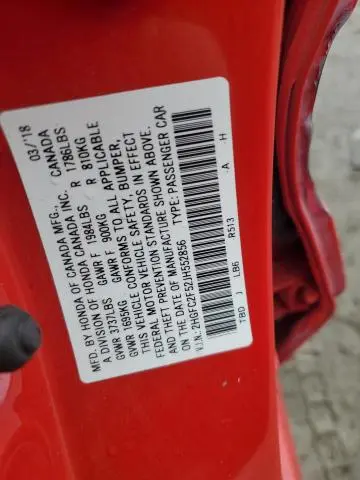 MFD. BY HONDA OF CANADA MFG., 03/'18
A DIVISION OF HONDA CANADA INC. CANADA
GVWR 3737LBS GAWR F 1984LBS R 1786LBS
GVWR 1695KG GAWR F 900KG R 810KG
THIS VEHICLE CONFORMS TO ALL APPLICABLE
FEDERAL MOTOR VEHICLE SAFETY, BUMPER,
AND THEFT PREVENTION STANDARDS IN EFFECT
ON THE DATE OF MANUFACTURE SHOWN ABOVE.
V.I.N.:2HGFC2F52JH552856 TYPE: PASSENGER CAR
R513 A H
TBD J LB6